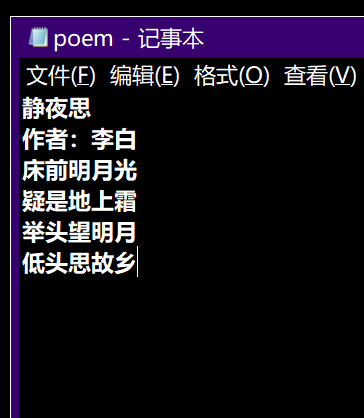 poem - 记事本
文件(F) 编辑(E) 格式(O) 查看(V)
静夜思
作者：李白
床前明月光
疑是地上霜
举头望明月
低头思故乡